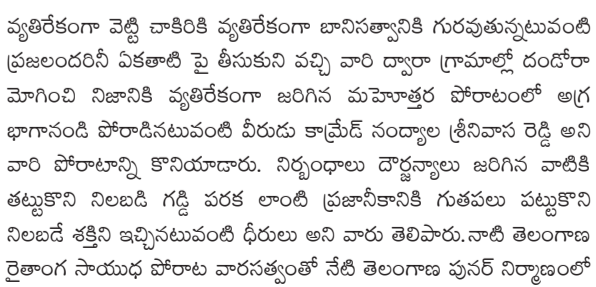 వ్యతిరేకంగా వెట్టి చాకిరికి వ్యతిరేకంగా బానిసత్వానికి గురవుతున్నటువంటి
ప్రజలందరినీ ఏకతాటి పై తీసుకుని వచ్చి వారి ద్వారా గ్రామాల్లో దండోరా
మోగించి నిజానికి వ్యతిరేకంగా జరిగిన మహెూత్తర పోరాటంలో అగ్ర
భాగానండి పోరాడినటువంటి వీరుడు కామ్రేడ్ నంద్యాల శ్రీనివాస రెడ్డి అని
వారి పోరాటాన్ని కొనియాడారు. నిర్బంధాలు దౌర్జన్యాలు జరిగిన వాటికి
తట్టుకొని నిలబడి గడ్డి పరక లాంటి ప్రజానీకానికి గుతపలు పట్టుకొని
నిలబడే శక్తిని ఇచ్చినటువంటి ధీరులు అని వారు తెలిపారు.నాటి తెలంగాణ
రైతాంగ సాయుధ పోరాట వారసత్వంతో నేటి తెలంగాణ పునర్ నిర్మాణంలో